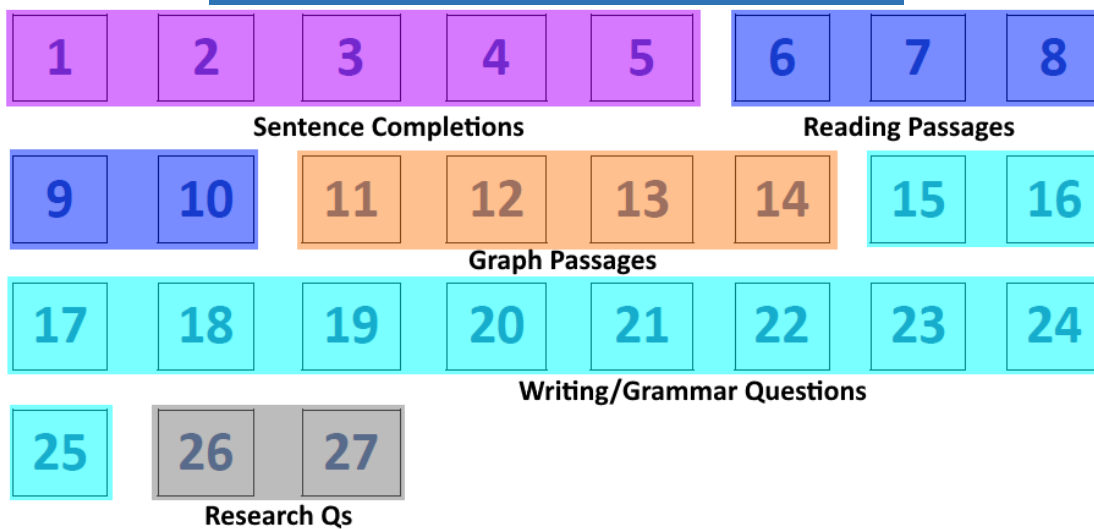 1 2 3 4 5 6 7 8
Sentence Completions Reading Passages
9 10 11 12 13 14 15 16
Graph Passages
17 18 19 20 21 22 23 24
Writing/Grammar Questions
25 26 27
Research Qs